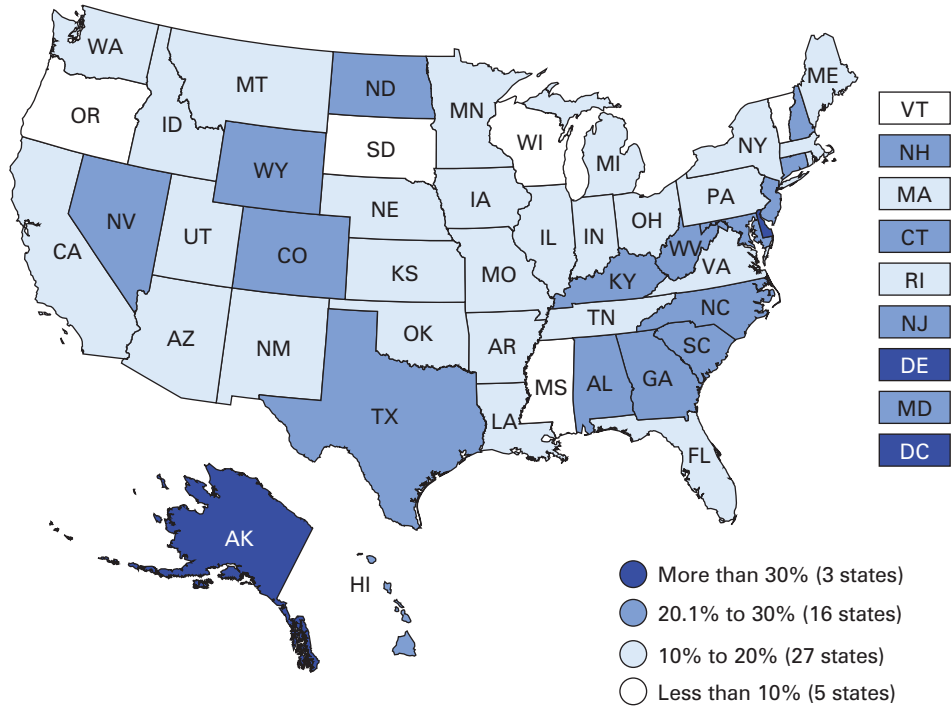 WA
MT
ND
MN
ME
OR
ID
SD
WI
MI
NY
WY
NE
IA
PA
NV
UT
CO
IL
IN
OH
WV
CA
KS
MO
KY
VA
AZ
NM
OK
AR
TN
NC
SC
MS
AL
GA
TX
LA
FL
AK
HI
VT
NH
MA
CT
RI
NJ
DE
MD
DC
More than 30% (3 states)
20.1% to 30% (16 states)
10% to 20% (27 states)
Less than 10% (5 states)